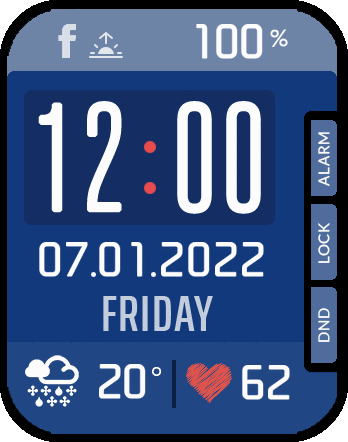 f 100%
12:00
07.01.2022
FRIDAY
20° 62
ALARM
LOCK
DND